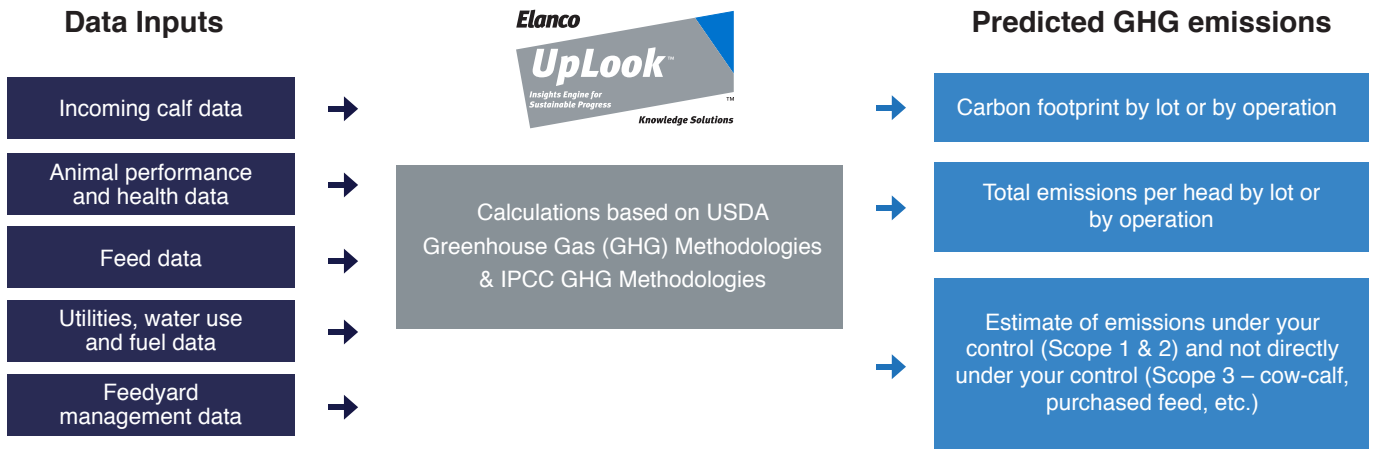 Data Inputs
Incoming calf data
Animal performance
and health data
Feed data
Utilities, water use
and fuel data
Feedyard
management data
Elanco
UpLook™
Insights Engine for
Sustainable Progress
™
Knowledge Solutions
Calculations based on USDA
Greenhouse Gas (GHG) Methodologies
& IPCC GHG Methodologies
Predicted GHG emissions
Carbon footprint by lot or by operation
Total emissions per head by lot or
by operation
Estimate of emissions under your
control (Scope 1 & 2) and not directly
under your control (Scope 3 – cow-calf,
purchased feed, etc.)